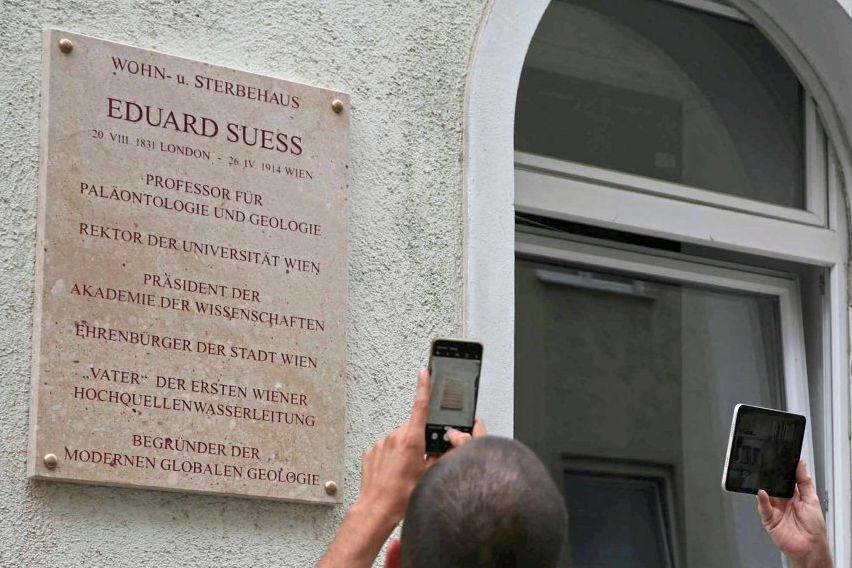 WOHN- u. STERBEHAUS
EDUARD SUESS
20 VIII 1831 LONDON - 26 IV 1914 WIEN
PROFESSOR FÜR
PALÄONTOLOGIE UND GEOLOGIE
REKTOR DER UNIVERSITÄT WIEN
PRÄSIDENT DER
AKADEMIE DER WISSENSCHAFTEN
EHRENBÜRGER DER STADT WIEN
„VATER“ DER ERSTEN WIENER
HOCHQUELLENWASSERLEITUNG
BEGRÜNDER DER
MODERNEN GLOBALEN GEOLOGIE